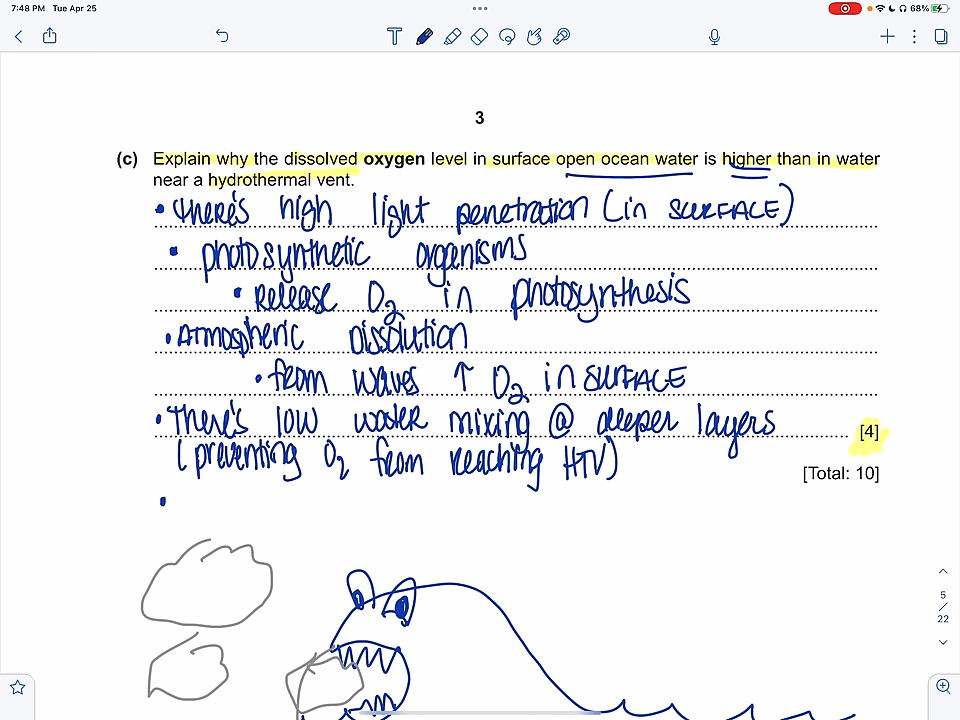 7:48 PM Tue Apr 25
68%
3
(c) Explain why the dissolved oxygen level in surface open ocean water is higher than in water
near a hydrothermal vent.
• there's high light penetration (in SURFACE)
• photosynthetic organisms
• Release O₂ in photosynthesis
• Atmospheric dissolution
• from waves ↑ O₂ in SURFACE
• There's low water mixing @ deeper layers
[4]
(preventing O₂ from reaching HTV)
[Total: 10]
•
5
/
22